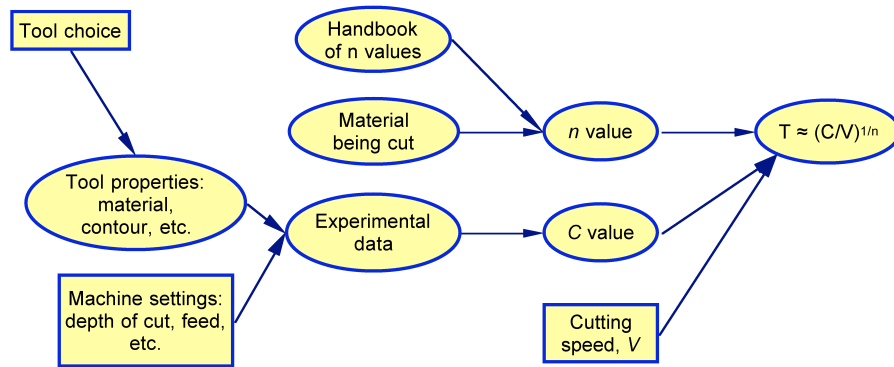 Tool choice
Handbook
of n values
Material
being cut
n value
T ≈ (C/V)1/n
Tool properties:
material,
contour, etc.
Experimental
data
C value
Machine settings:
depth of cut, feed,
etc.
Cutting
speed, V